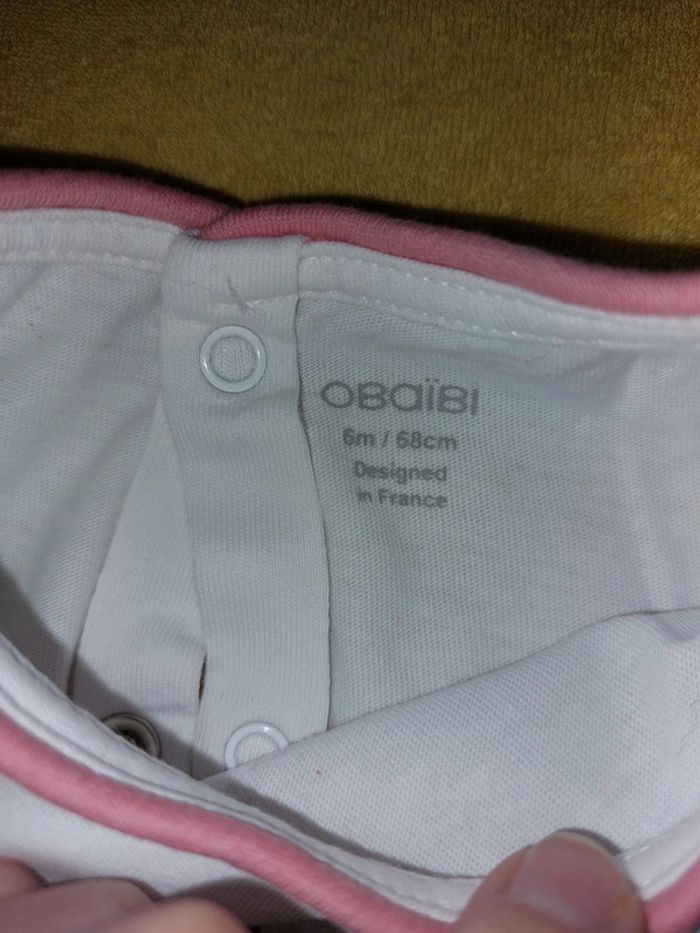 OBAÏBI
6m / 68cm
Designed
in France